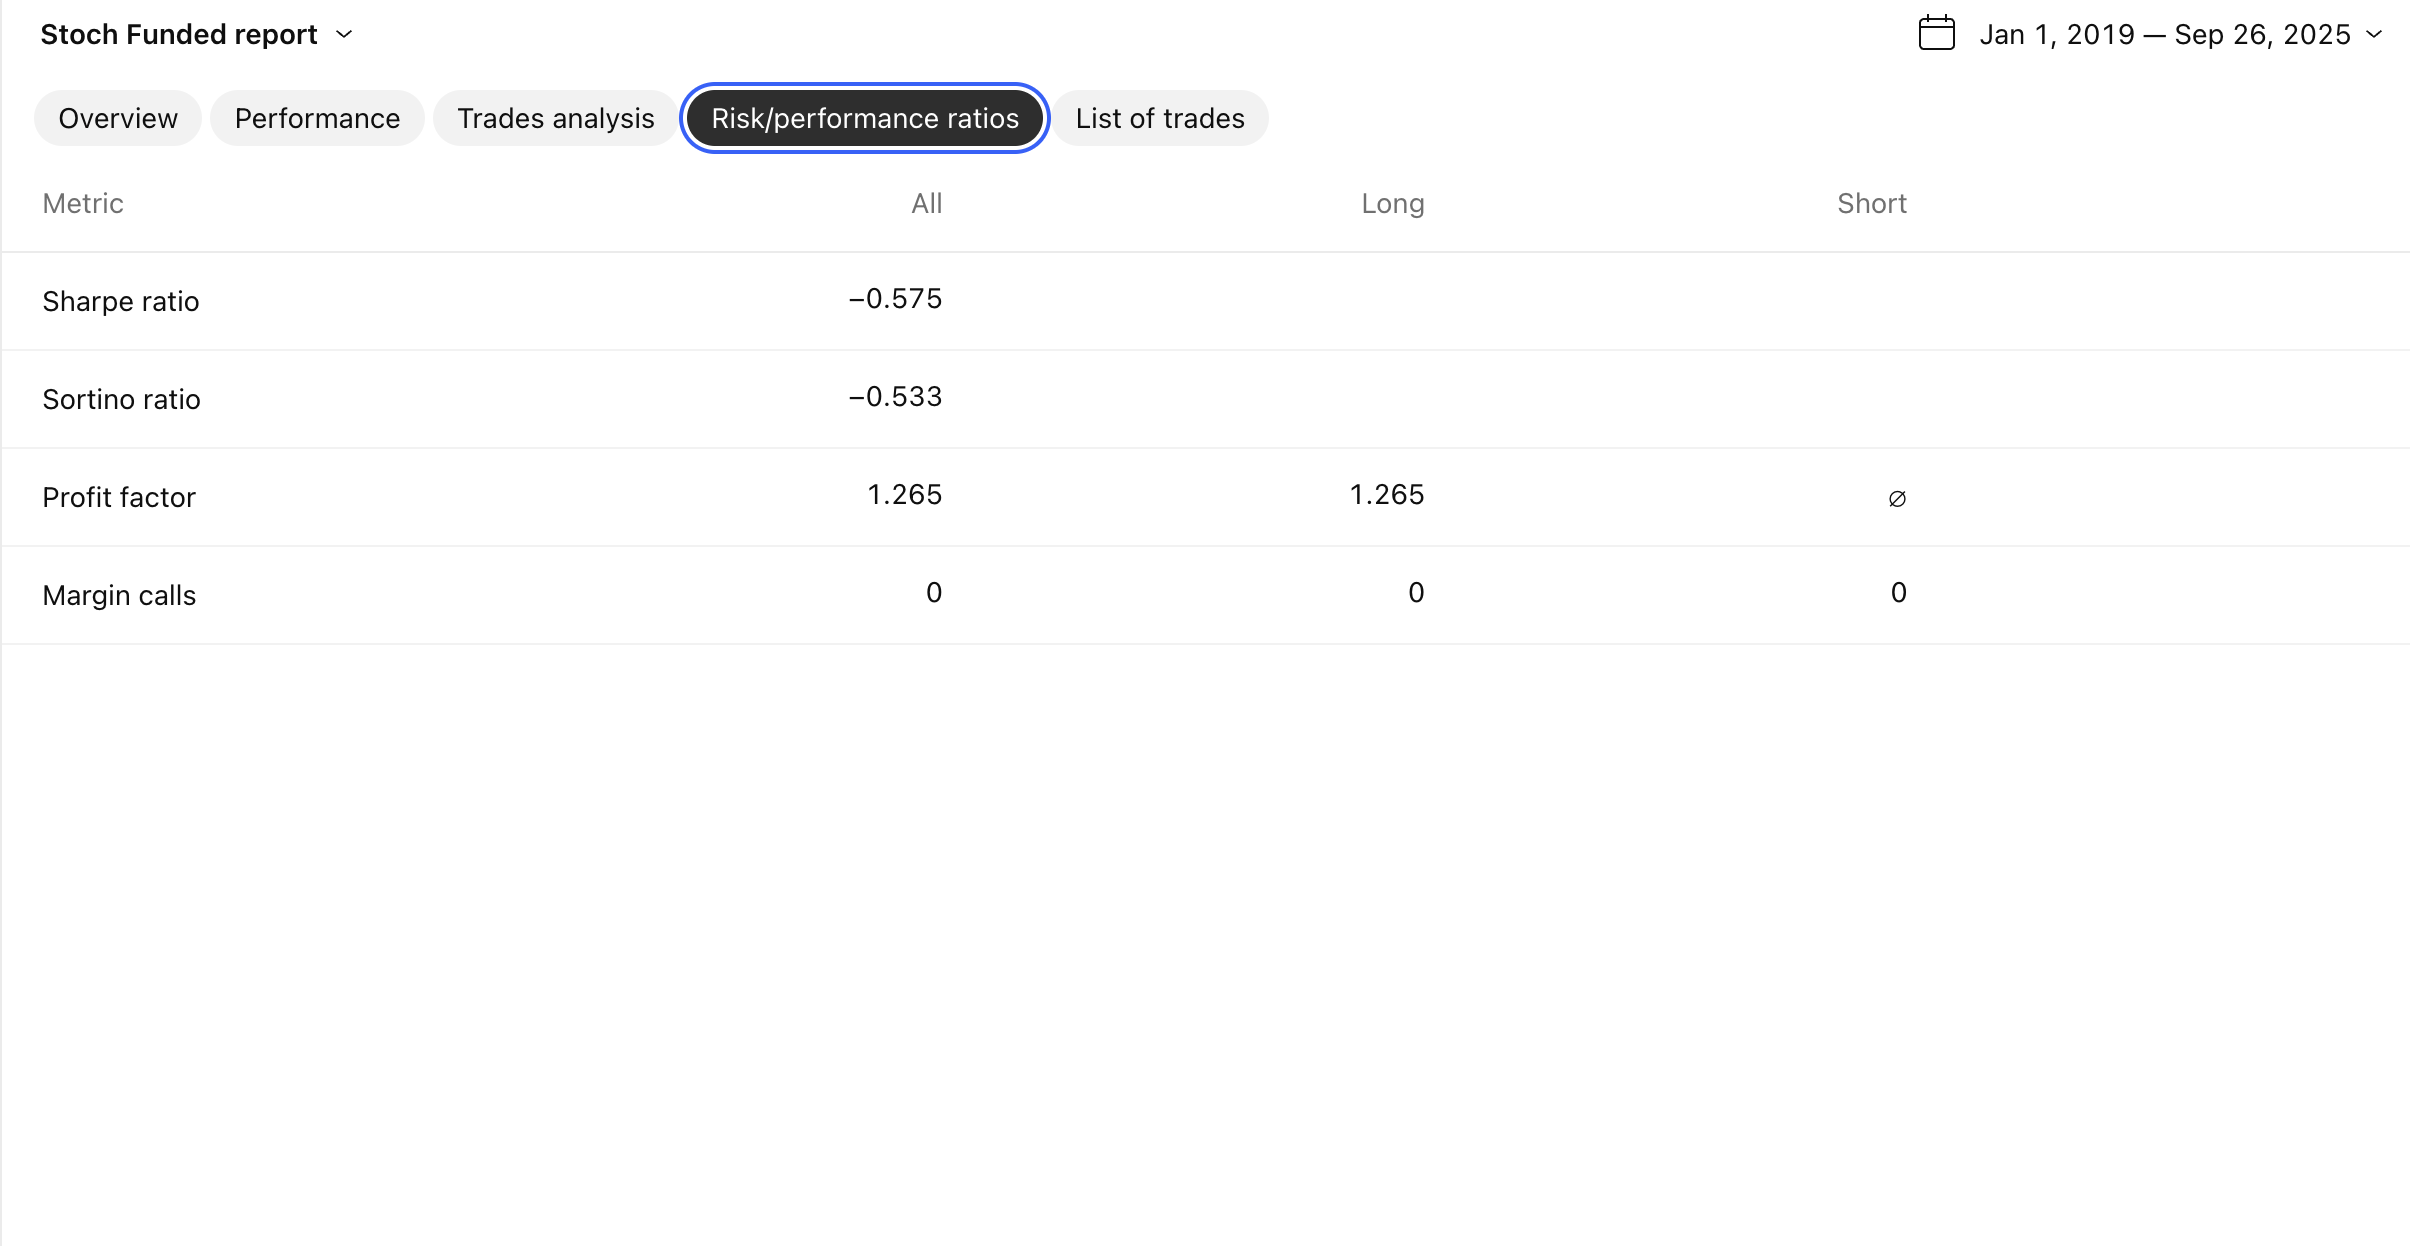 Stoch Funded report
Jan 1, 2019 — Sep 26, 2025
Overview Performance Trades analysis Risk/performance ratios List of trades
Metric All Long Short
Sharpe ratio −0.575
Sortino ratio −0.533
Profit factor 1.265 1.265 ∅
Margin calls 0 0 0